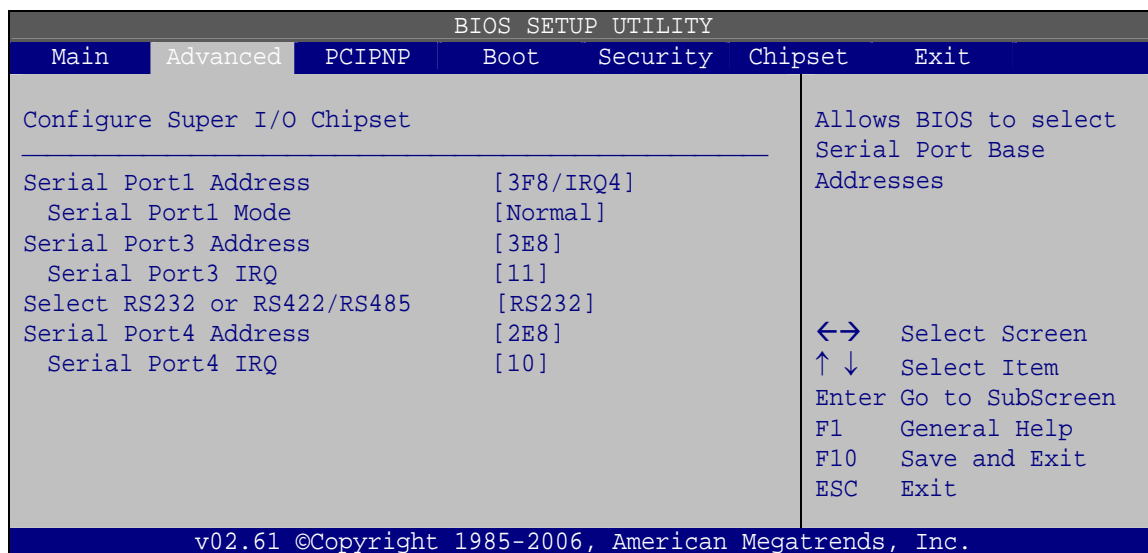 BIOS SETUP UTILITY
Main Advanced PCIPNP Boot Security Chipset Exit
Configure Super I/O Chipset
Serial Port1 Address [3F8/IRQ4]
Serial Port1 Mode [Normal]
Serial Port3 Address [3E8]
Serial Port3 IRQ [11]
Select RS232 or RS422/RS485 [RS232]
Serial Port4 Address [2E8]
Serial Port4 IRQ [10]
Allows BIOS to select
Serial Port Base
Addresses
←→ Select Screen
↑ ↓ Select Item
Enter Go to SubScreen
F1 General Help
F10 Save and Exit
ESC Exit
v02.61 ©Copyright 1985-2006, American Megatrends, Inc.